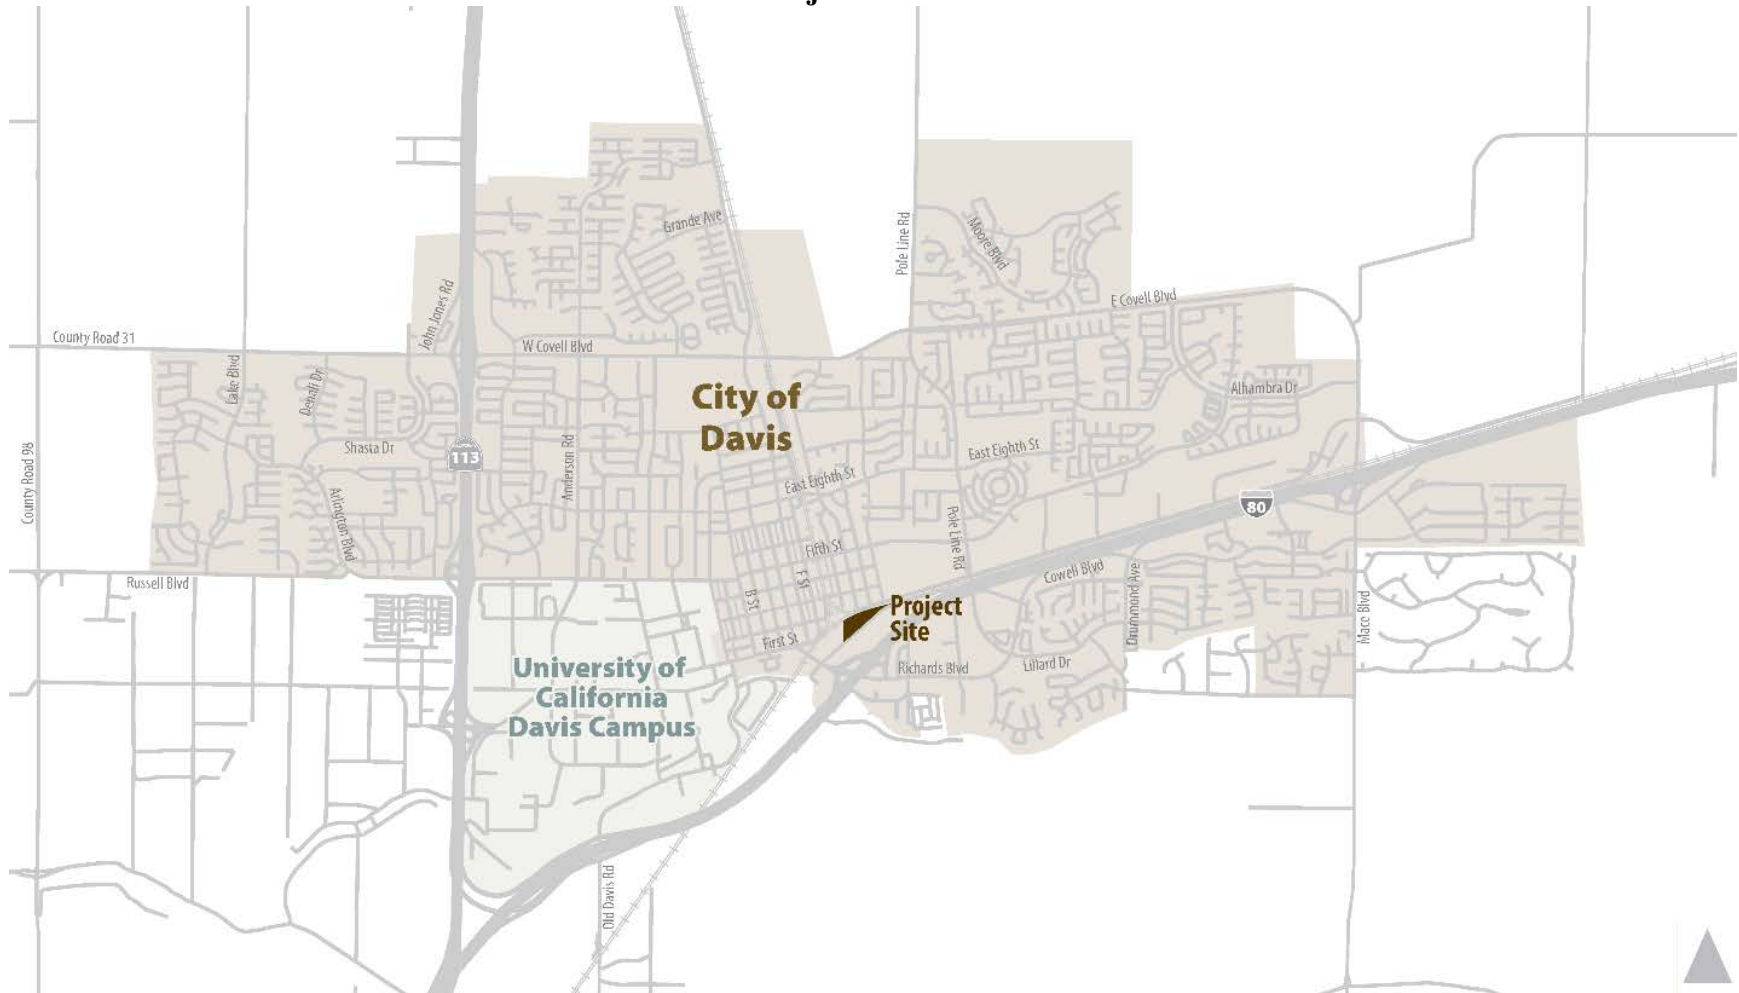 Grande Ave
Pole Line Rd
Moore Blvd
E Covell Blvd
John Jones Rd
County Road 31
W Covell Blvd
Lake Blvd
Denali Dr
City of
Davis
Alhambra Dr
Shasta Dr
113
Anderson Rd
East Eighth St
East Eighth St
County Road 98
Arlington Blvd
80
Pole Line Rd
Fifth St
Russell Blvd
F St
B St
Cowell Blvd
Drummond Ave
Mace Blvd
Project
Site
First St
University of
California
Davis Campus
Richards Blvd
Lillard Dr
Old Davis Rd